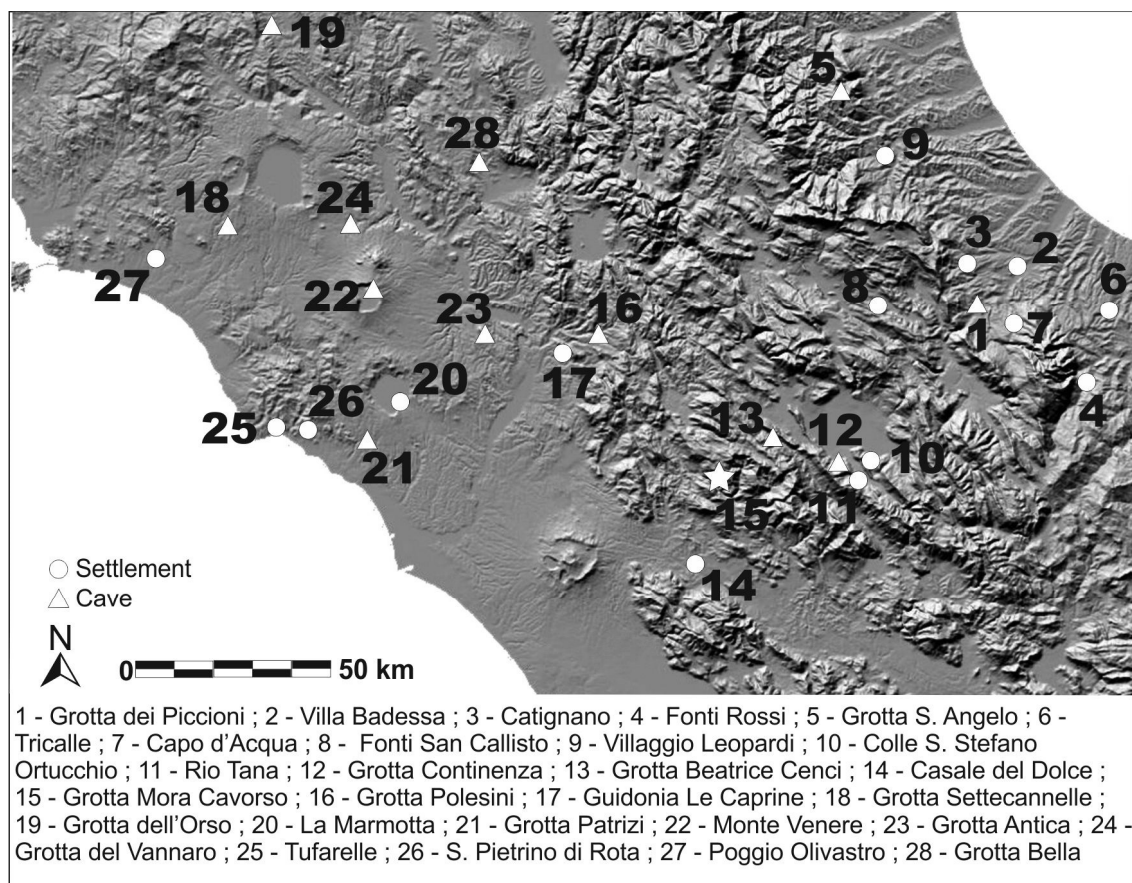 19
5
28
9
18
24
3
2
27
22
8
6
23
16
1
7
17
20
4
26
25
13
12
21
10
15
11
14
Settlement
Cave
N
0 50 km
1 - Grotta dei Piccioni ; 2 - Villa Badessa ; 3 - Catignano ; 4 - Fonti Rossi ; 5 - Grotta S. Angelo ; 6 -
Tricalle ; 7 - Capo d'Acqua ; 8 - Fonti San Callisto ; 9 - Villaggio Leopardi ; 10 - Colle S. Stefano
Ortucchio ; 11 - Rio Tana ; 12 - Grotta Continenza ; 13 - Grotta Beatrice Cenci ; 14 - Casale del Dolce ;
15 - Grotta Mora Cavorso ; 16 - Grotta Polesini ; 17 - Guidonia Le Caprine ; 18 - Grotta Settecannelle ;
19 - Grotta dell'Orso ; 20 - La Marmotta ; 21 - Grotta Patrizi ; 22 - Monte Venere ; 23 - Grotta Antica ; 24 -
Grotta del Vannaro ; 25 - Tufarelle ; 26 - S. Pietrino di Rota ; 27 - Poggio Olivastro ; 28 - Grotta Bella